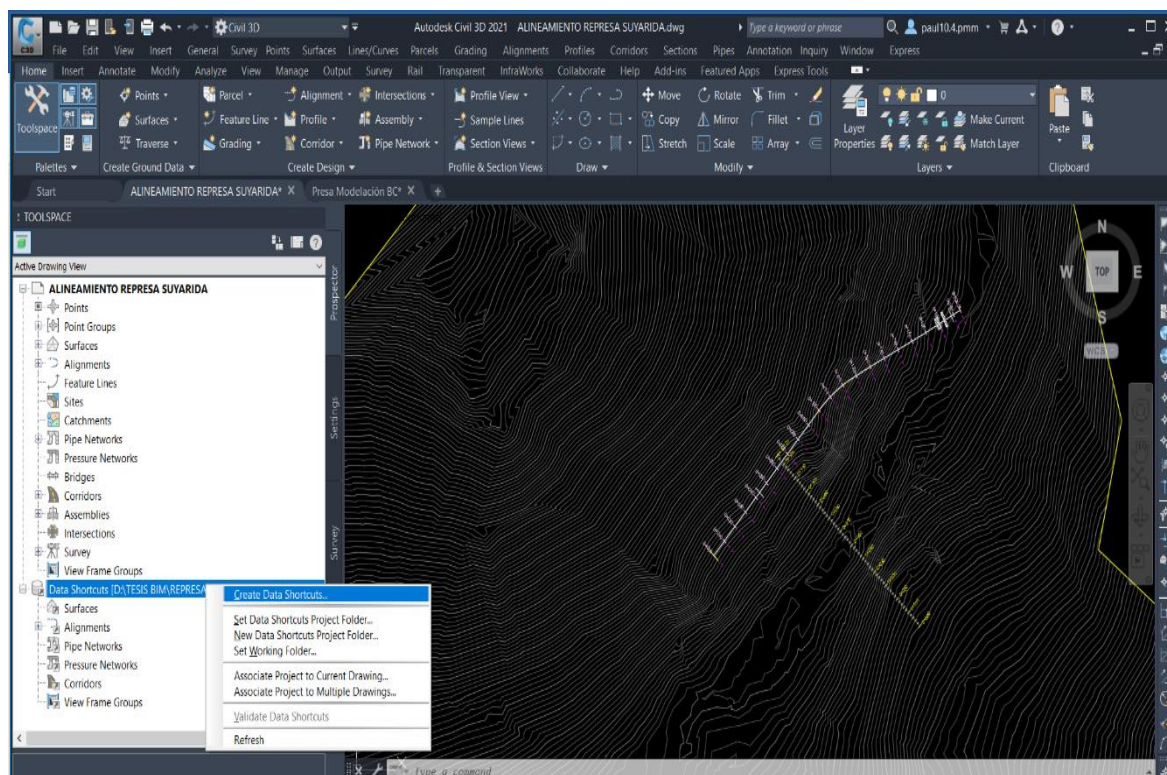 Civil 3D
Autodesk Civil 3D 2021 ALINEAMIENTO REPRESA SUYARIDA.dwg
Type a keyword or phrase
paul10.4.pmm
C3D
File Edit View Insert General Survey Points Surfaces Lines/Curves Parcels Grading Alignments Profiles Corridors Sections Pipes Annotation Inquiry Window Express
Home Insert Annotate Modify Analyze View Manage Output Survey Rail Transparent InfraWorks Collaborate Help Add-ins Featured Apps Express Tools
Points Parcel Alignment Intersections Profile View Move Rotate Trim 0
Toolspace Surfaces Feature Line Profile Assembly Sample Lines Copy Mirror Fillet Layer Properties Make Current Paste
Traverse Grading Corridor Pipe Network Section Views Stretch Scale Array Match Layer
Palettes Create Ground Data Create Design Profile & Section Views Draw Modify Layers Clipboard
Start ALINEAMIENTO REPRESA SUYARIDA* X Presa Modelación BC* X +
TOOLSPACE
Active Drawing View
ALINEAMIENTO REPRESA SUYARIDA
Points
Point Groups
Surfaces
Alignments
Feature Lines
Sites
Catchments
Pipe Networks
Pressure Networks
Bridges
Corridors
Assemblies
Intersections
Survey
View Frame Groups
Data Shortcuts [D:\TESIS BIM\REPRESA
Surfaces
Alignments
Pipe Networks
Pressure Networks
Corridors
View Frame Groups
Create Data Shortcuts...
Set Data Shortcuts Project Folder...
New Data Shortcuts Project Folder...
Set Working Folder...
Associate Project to Current Drawing...
Associate Project to Multiple Drawings...
Validate Data Shortcuts
Refresh
Prospector
Settings
Survey
N
W TOP E
S
WCS
Type a command